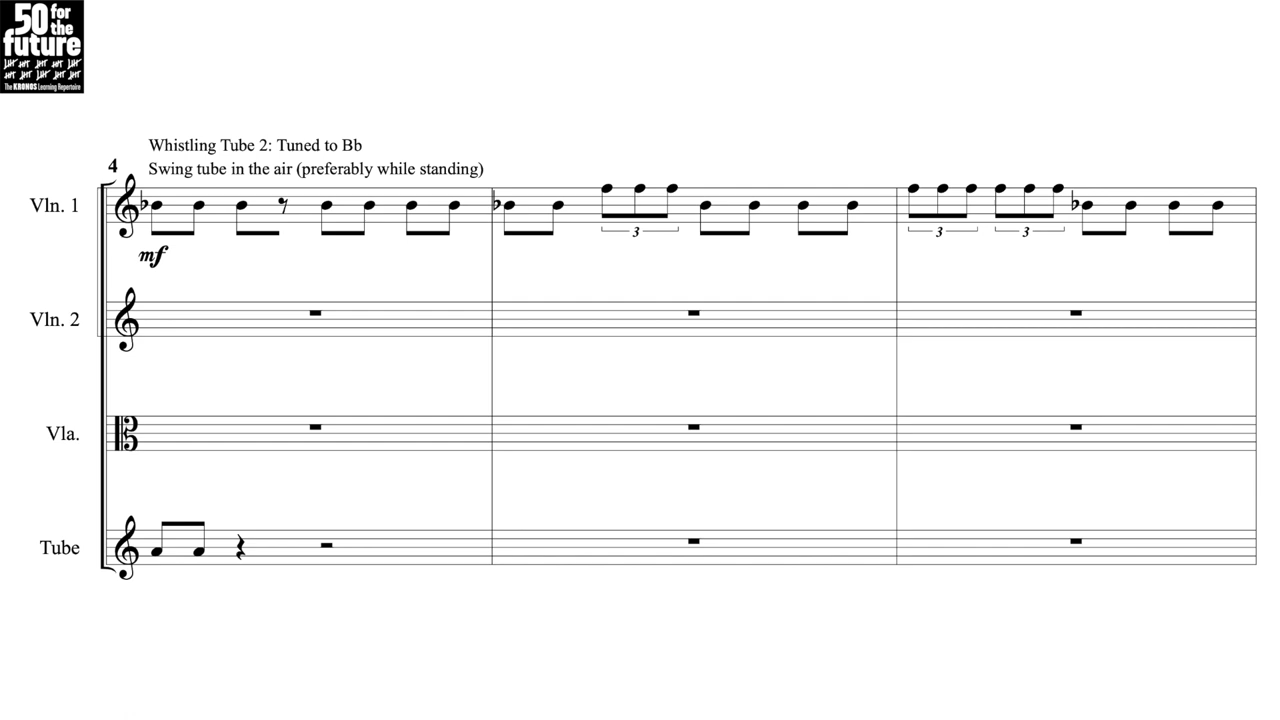 50 for the future
The KRONOS Learning Repertoire
Whistling Tube 2: Tuned to Bb
4
Swing tube in the air (preferably while standing)
Vln. 1
3
3
3
mf
Vln. 2
Vla.
Tube